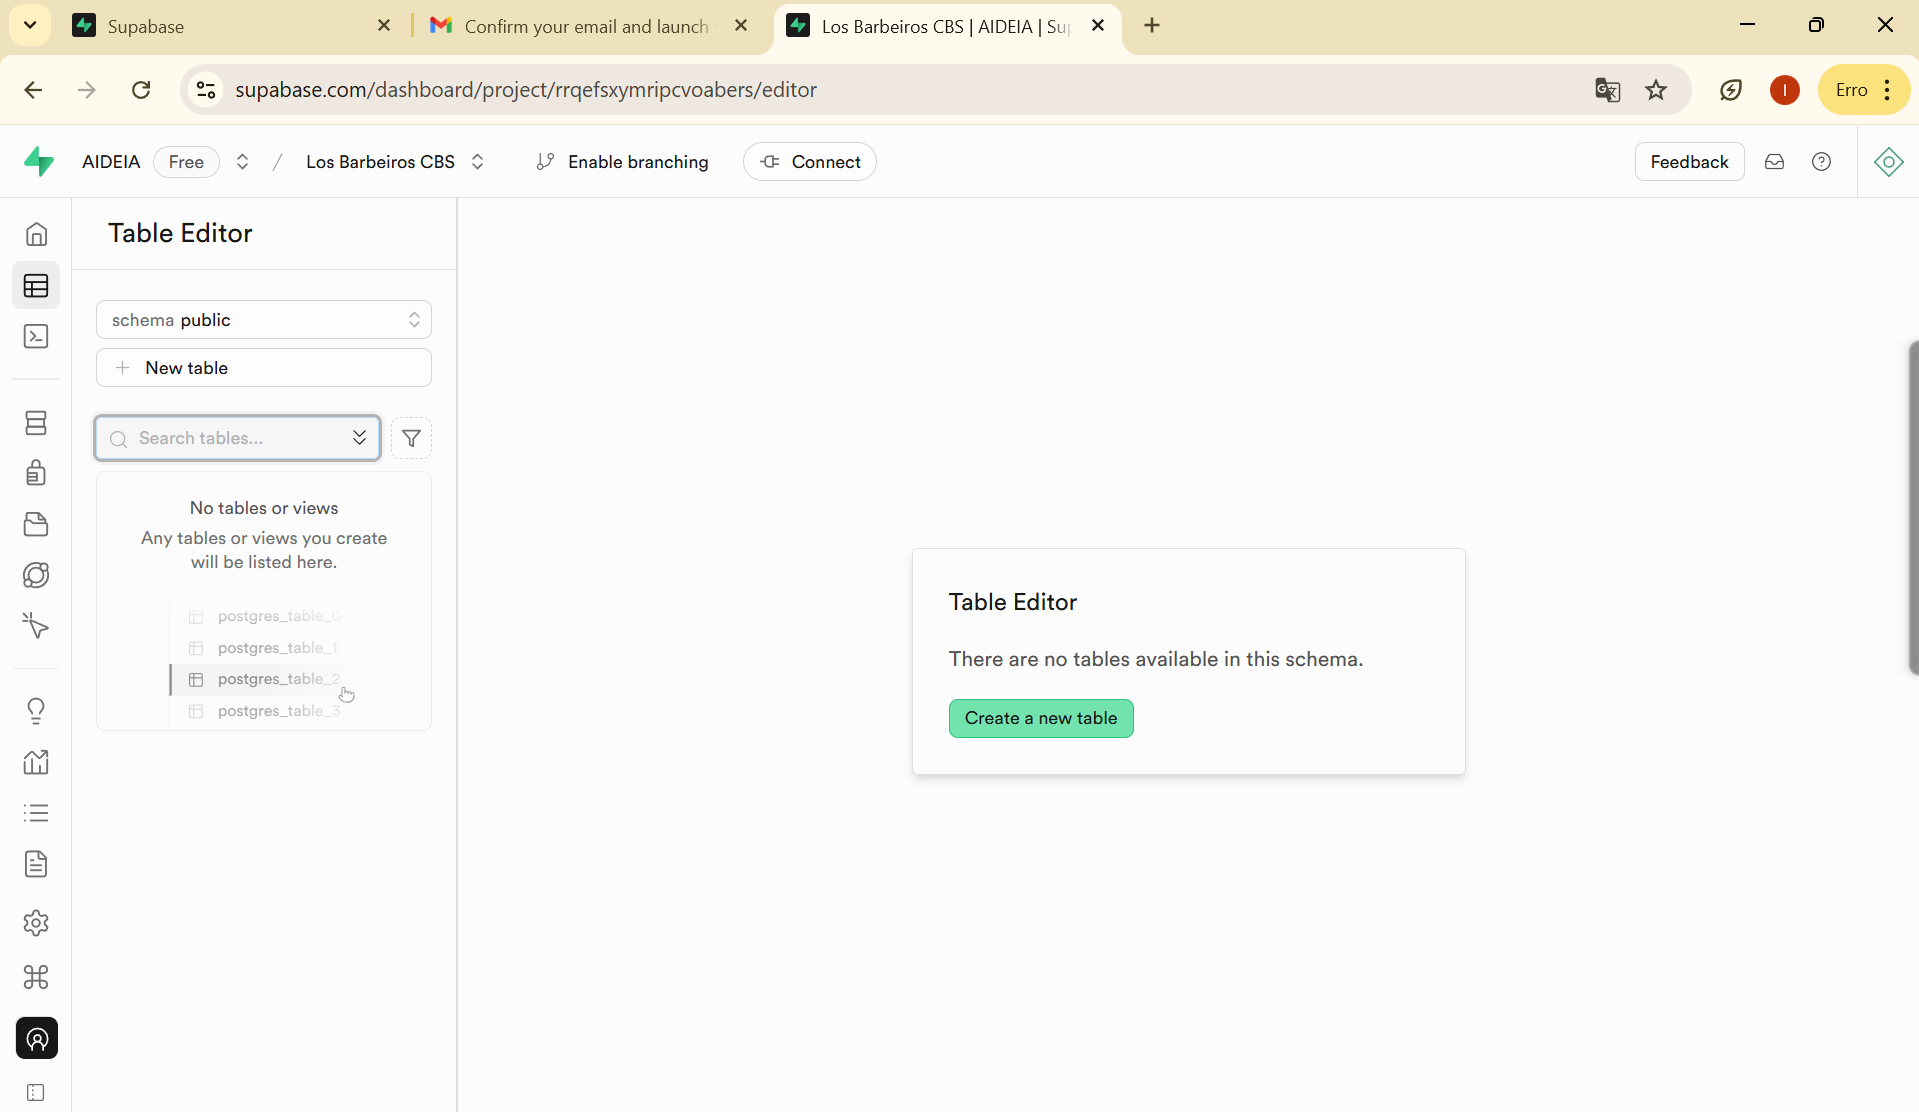 Supabase
Confirm your email and launch
Los Barbeiros CBS | AIDEIA | Sup
supabase.com/dashboard/project/rrqefsxymripcvoabers/editor
I
Erro
AIDEIA Free / Los Barbeiros CBS Enable branching Connect
Feedback
Table Editor
schema public
New table
Search tables...
No tables or views
Any tables or views you create
will be listed here.
postgres_table_0
postgres_table_1
postgres_table_2
postgres_table_3
Table Editor
There are no tables available in this schema.
Create a new table